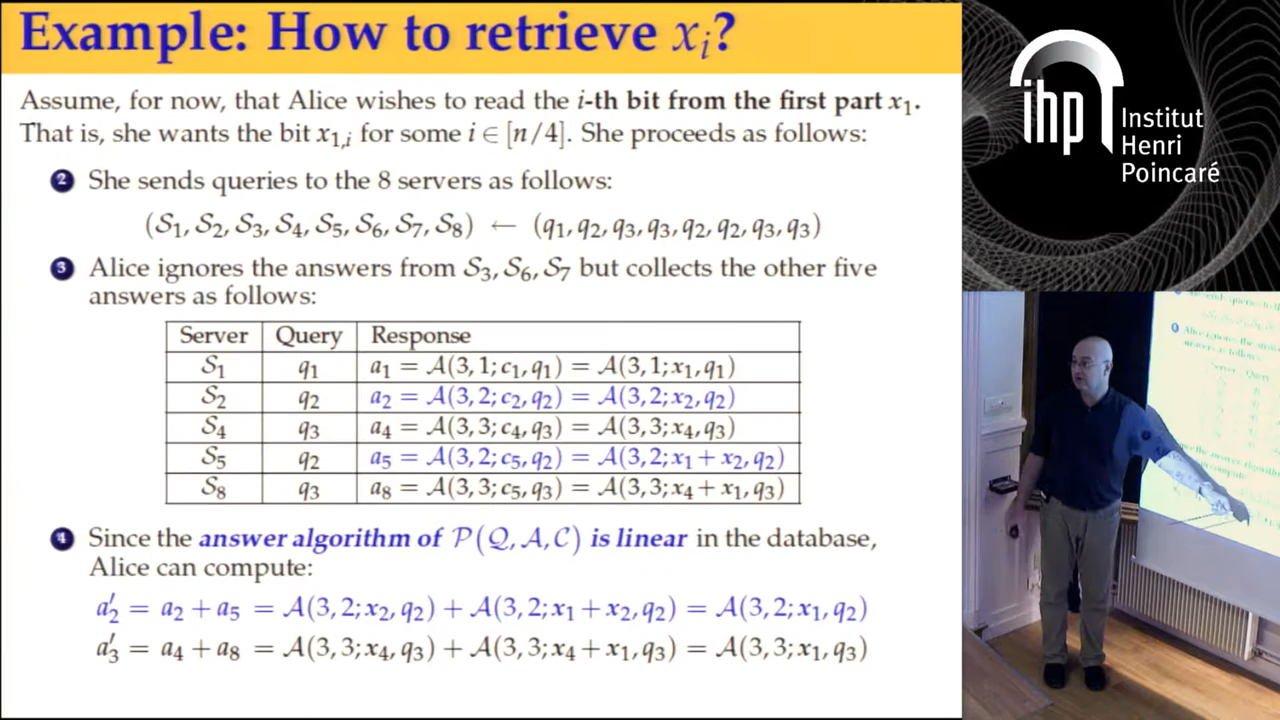 Example: How to retrieve xᵢ?
Assume, for now, that Alice wishes to read the i-th bit from the first part x₁.
That is, she wants the bit x₁,ᵢ for some i ∈ [n/4]. She proceeds as follows:
2 She sends queries to the 8 servers as follows:
(S₁, S₂, S₃, S₄, S₅, S₆, S₇, S₈) ← (q₁, q₂, q₃, q₃, q₂, q₂, q₃, q₃)
3 Alice ignores the answers from S₃, S₆, S₇ but collects the other five
answers as follows:
Server Query Response
S₁ q₁ a₁ = A(3, 1; c₁, q₁) = A(3, 1; x₁, q₁)
S₂ q₂ a₂ = A(3, 2; c₂, q₂) = A(3, 2; x₂, q₂)
S₄ q₃ a₄ = A(3, 3; c₄, q₃) = A(3, 3; x₄, q₃)
S₅ q₂ a₅ = A(3, 2; c₅, q₂) = A(3, 2; x₁ + x₂, q₂)
S₈ q₃ a₈ = A(3, 3; c₅, q₃) = A(3, 3; x₄ + x₁, q₃)
4 Since the answer algorithm of P(Q, A, C) is linear in the database,
Alice can compute:
a′₂ = a₂ + a₅ = A(3, 2; x₂, q₂) + A(3, 2; x₁ + x₂, q₂) = A(3, 2; x₁, q₂)
a′₃ = a₄ + a₈ = A(3, 3; x₄, q₃) + A(3, 3; x₄ + x₁, q₃) = A(3, 3; x₁, q₃)
ihp
Institut
Henri
Poincaré